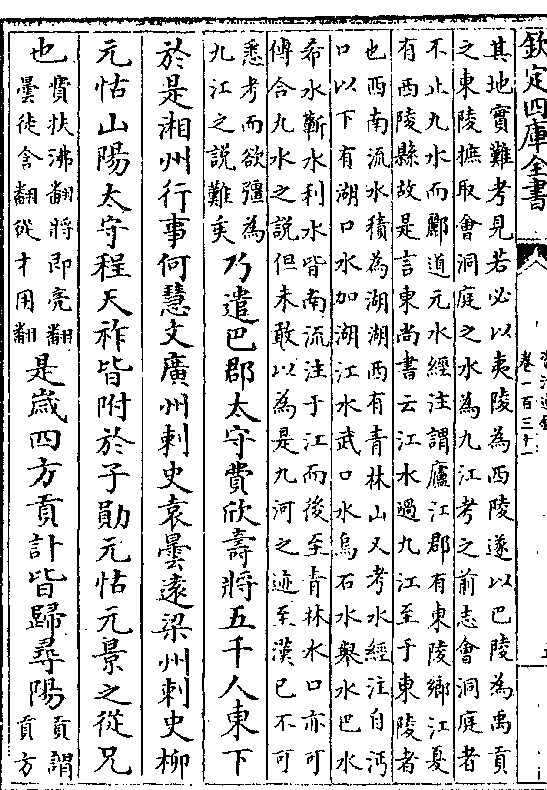 欽定四庫全書
卷一百三十一
其地實難考見若必以夷陵為西陵遂以巴陵為禹貢
之東陵摭取會洞庭之水為九江考之前志會洞庭者
不止九水而酈道元水經注謂廬江郡有東陵鄉江夏
有西陵縣故是言東尚書云江水過九江至于東陵者
也西南流水積為湖湖西有青林山又考水經注自沔
口以下有湖口水加湖江水武口水烏石水舉水巴水
希水蘄水利水皆南流注于江而後至青林水口亦可
傅合九水之說但未敢以為是九河之迹至漢已不可
悉考而欲彊為
九江之說難矣
乃遣巴郡太守費欣壽將五千人東下
於是湘州行事何慧文廣州刺史袁曇遠梁州刺史柳
元怙山陽太守程天祚皆附於子勛元怙元景之從兄
也
費扶沸翻將即亮翻
曇徒含翻從才用翻
是歲四方貢計皆歸尋陽
貢謂
貢方